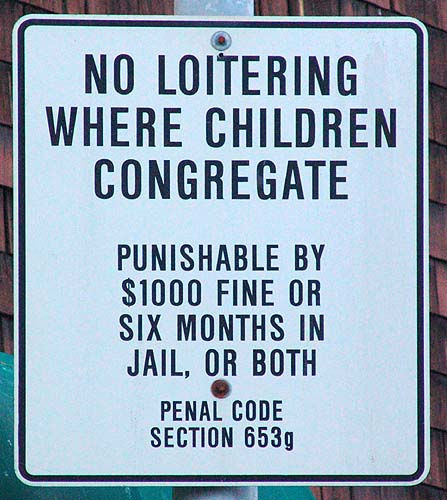 NO LOITERING
WHERE CHILDREN
CONGREGATE
PUNISHABLE BY
$1000 FINE OR
SIX MONTHS IN
JAIL, OR BOTH
PENAL CODE
SECTION 653g